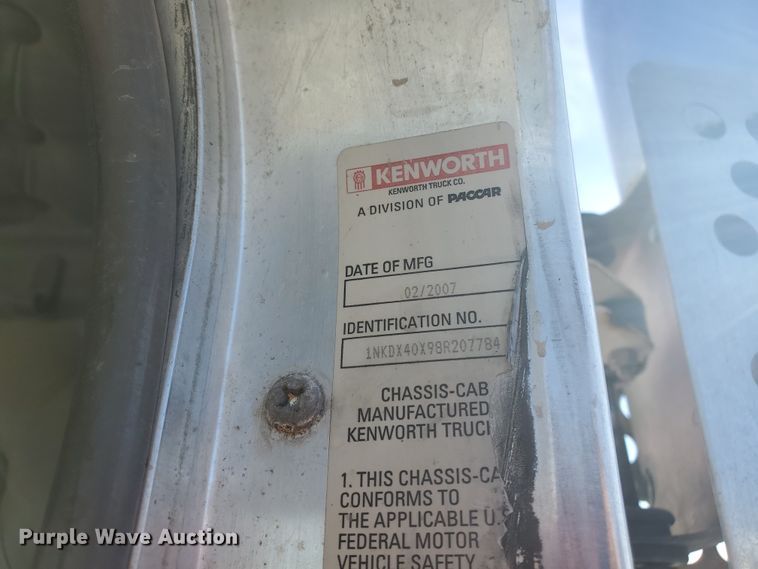 KENWORTH
KENWORTH TRUCK CO.
A DIVISION OF PACCAR
DATE OF MFG
02/2007
IDENTIFICATION NO.
1NKDX40X98R207784
CHASSIS-CAB
MANUFACTURED
KENWORTH TRUC
1. THIS CHASSIS-CA
CONFORMS TO
THE APPLICABLE U.S
FEDERAL MOTOR
VEHICLE SAFETY
Purple Wave Auction